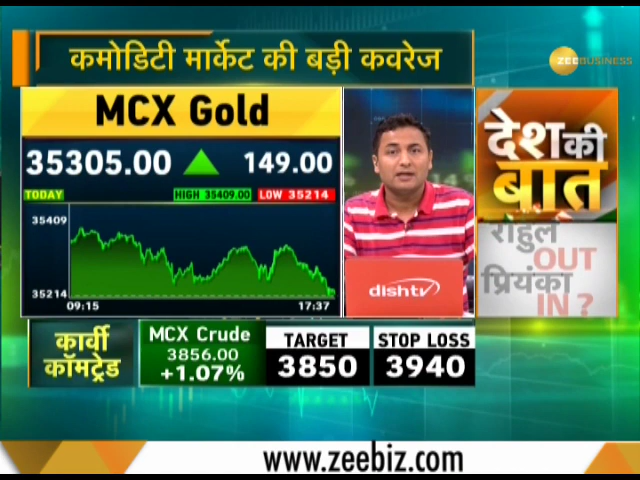 कमोडिटी मार्केट की बड़ी कवरेज
ZEE BUSINESS
MCX Gold
35305.00 149.00
TODAY HIGH 35409.00 LOW 35214
35409
35214
09:15 17:37
dishtv
देश की
बात
राहुल
OUT
प्रियंका
IN ?
कार्वी
कॉमट्रेड
MCX Crude
3856.00
+1.07%
TARGET
3850
STOP LOSS
3940
www.zeebiz.com